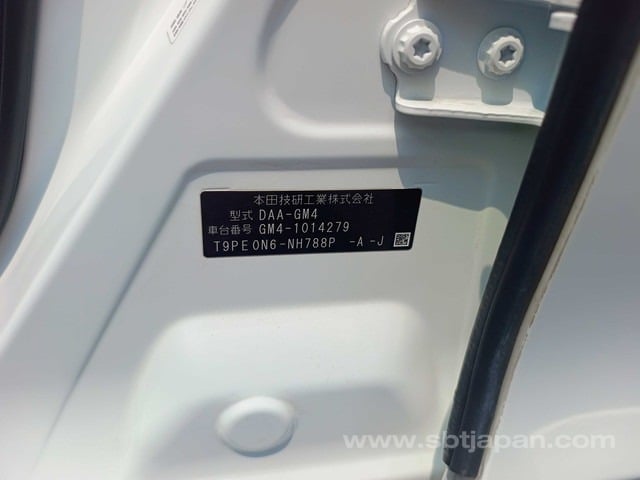 本田技研工業株式会社
型式 DAA-GM4
車台番号 GM4-1014279
T9PE0N6-NH788P -A -J
www.sbtjapan.com